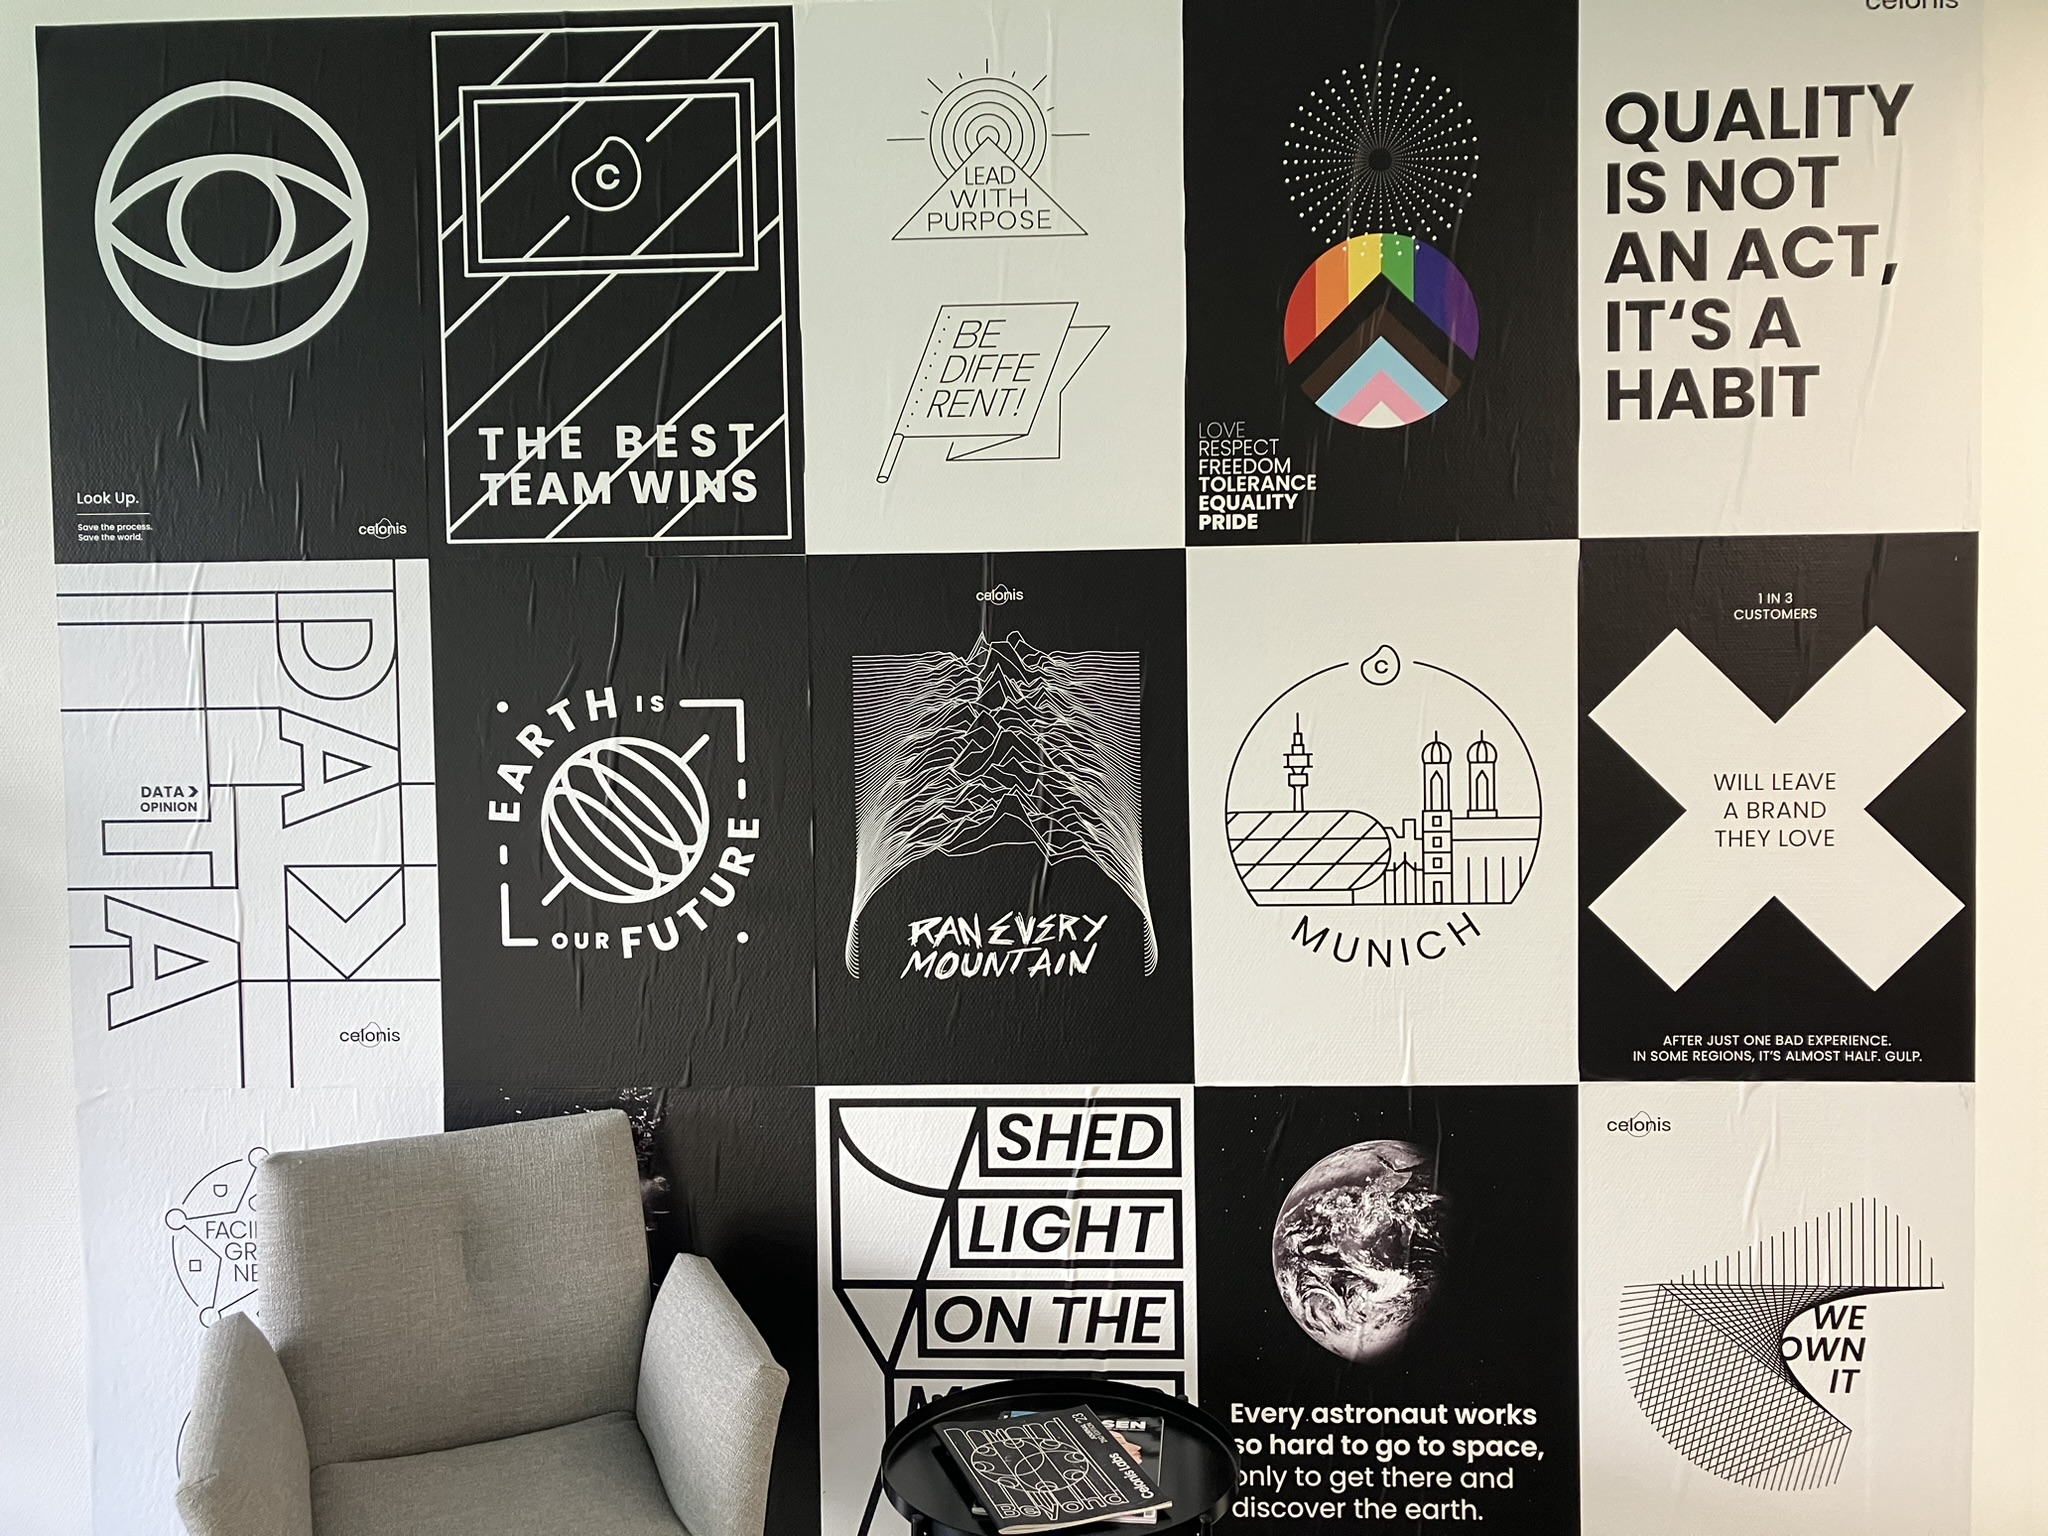 Look Up.
Save the process.
Save the world.
celonis
C
THE BEST
TEAM WINS
LEAD
WITH
PURPOSE
BE
DIFFE
RENT!
LOVE
RESPECT
FREEDOM
TOLERANCE
EQUALITY
PRIDE
celonis
QUALITY
IS NOT
AN ACT,
IT‘S A
HABIT
DATA >
DATA >
OPINION
celonis
EARTH IS
OUR FUTURE
celonis
RAN EVERY
MOUNTAIN
C
MUNICH
1 IN 3
CUSTOMERS
WILL LEAVE
A BRAND
THEY LOVE
AFTER JUST ONE BAD EXPERIENCE.
IN SOME REGIONS, IT'S ALMOST HALF. GULP.
SHED
LIGHT
ON THE
Celonis Labs
Beyond
Every astronaut works
so hard to go to space,
only to get there and
discover the earth.
celonis
WE
OWN
IT